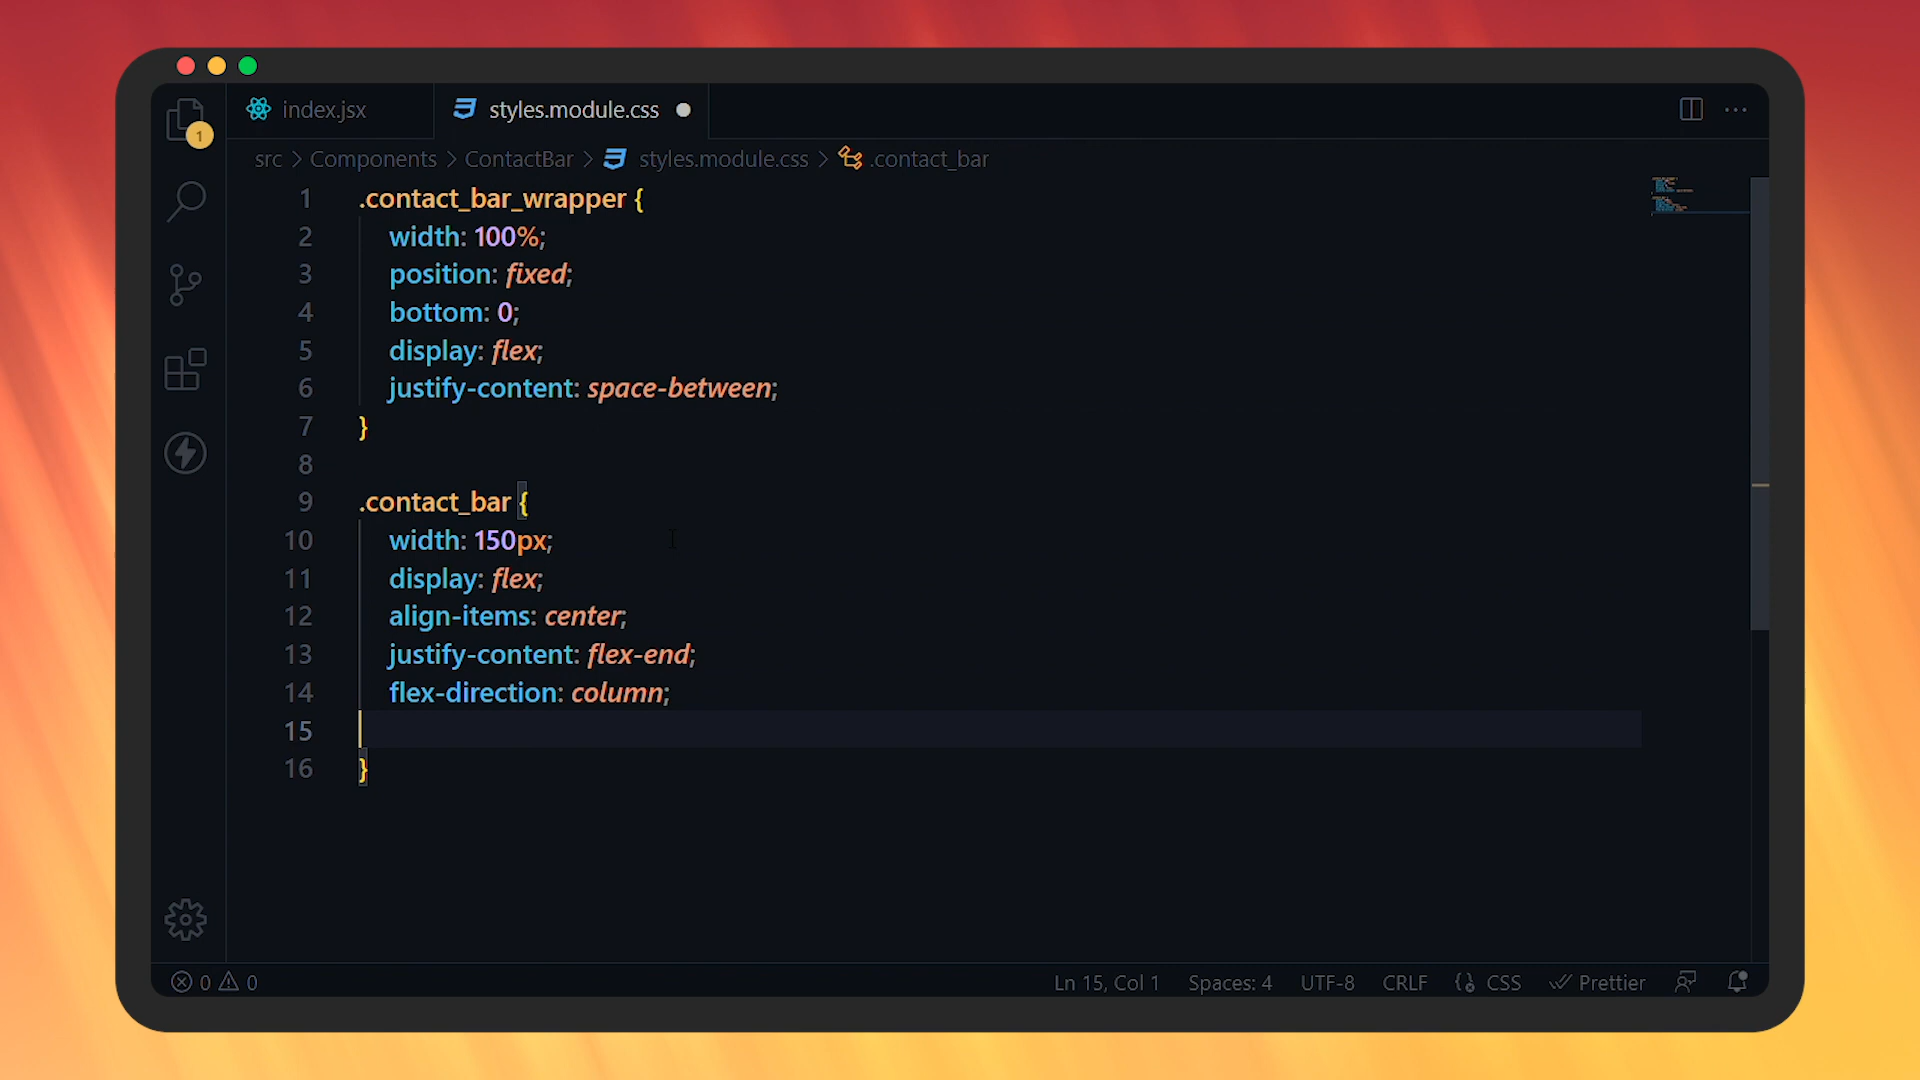 index.jsx
styles.module.css
1
src > Components > ContactBar > styles.module.css > .contact_bar
1 .contact_bar_wrapper {
2 width: 100%;
3 position: fixed;
4 bottom: 0;
5 display: flex;
6 justify-content: space-between;
7 }
8
9 .contact_bar {
10 width: 150px;
11 display: flex;
12 align-items: center;
13 justify-content: flex-end;
14 flex-direction: column;
15
16 }
0 0 Ln 15, Col 1 Spaces: 4 UTF-8 CRLF CSS Prettier